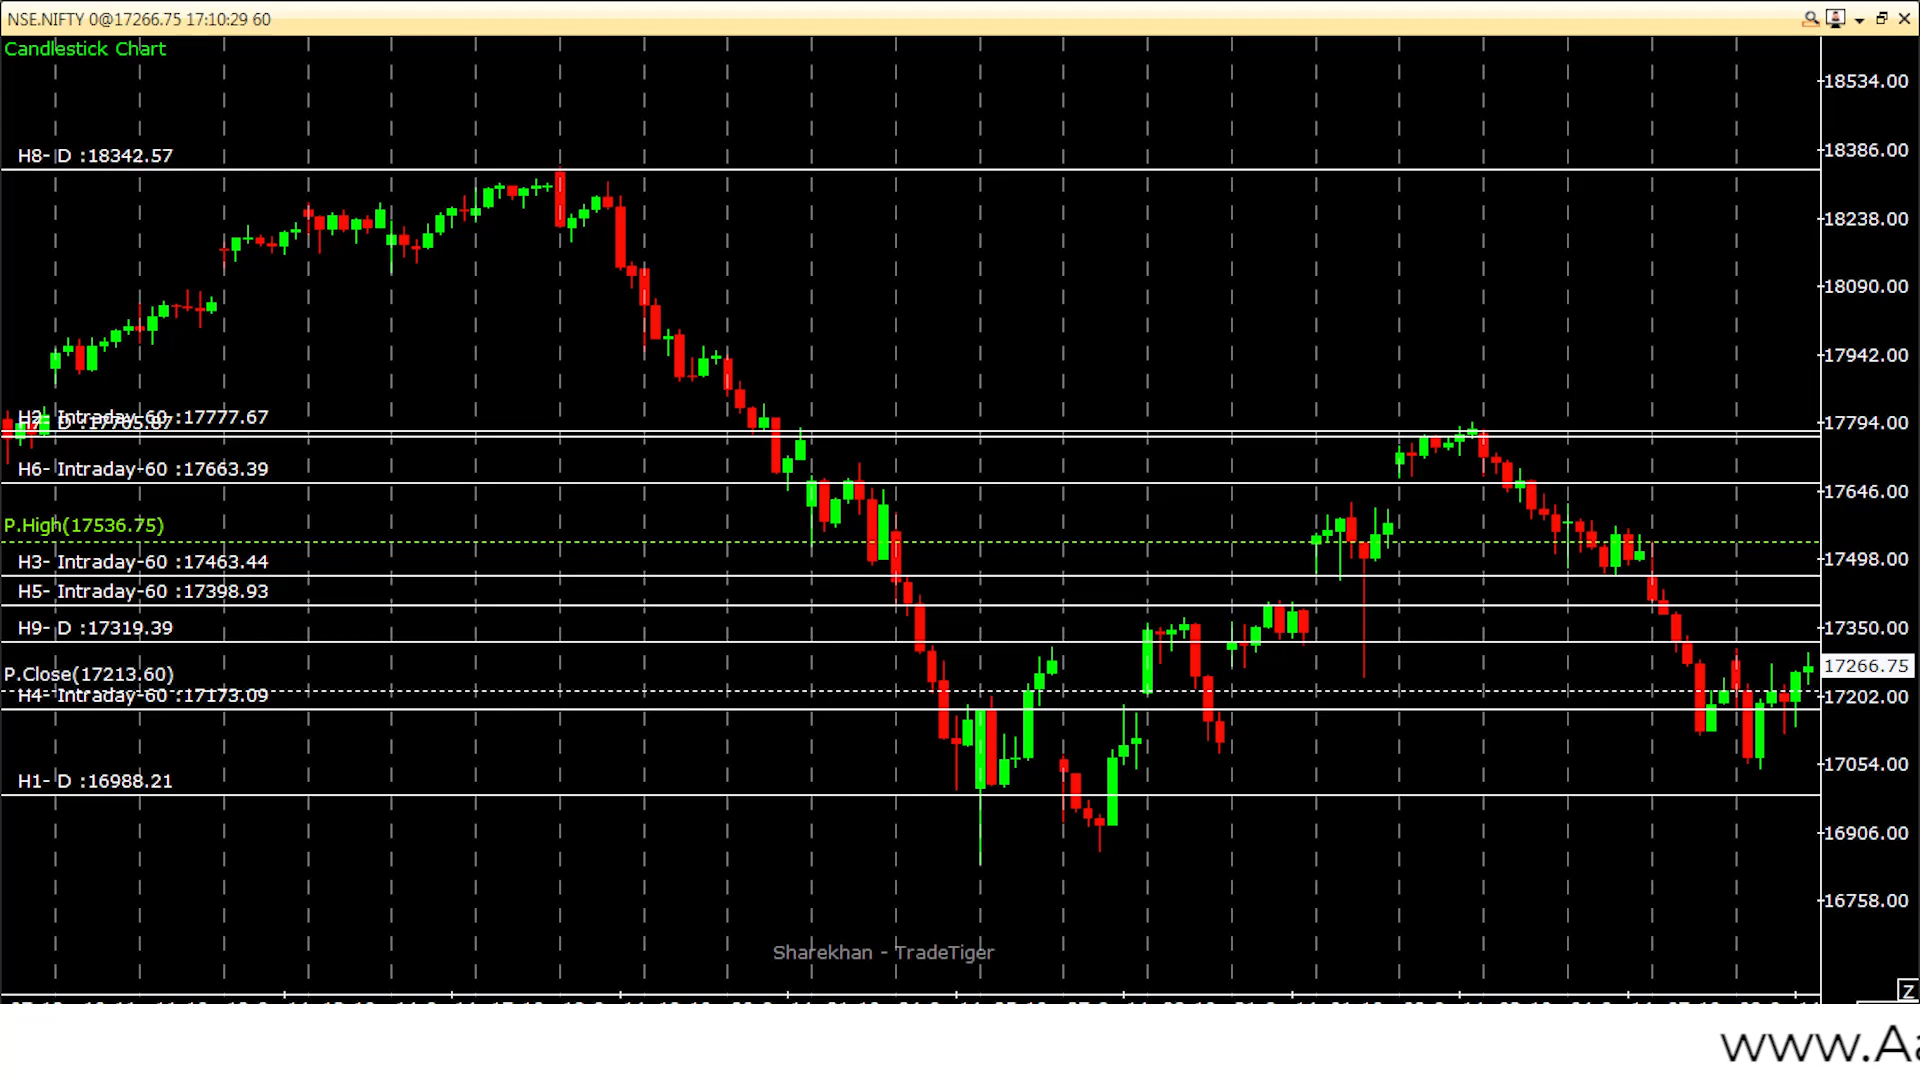 NSE.NIFTY 0@17266.75 17:10:29 60
Candlestick Chart
18534.00
H8- D :18342.57
18386.00
18238.00
18090.00
17942.00
H2- Intraday-60 :17777.67
H7- D :17765.87
17794.00
H6- Intraday-60 :17663.39
17646.00
P.High(17536.75)
H3- Intraday-60 :17463.44
17498.00
H5- Intraday-60 :17398.93
H9- D :17319.39
17350.00
P.Close(17213.60)
17266.75
H4- Intraday-60 :17173.09
17202.00
H1- D :16988.21
17054.00
16906.00
16758.00
Sharekhan - TradeTiger
Z
www.Aa